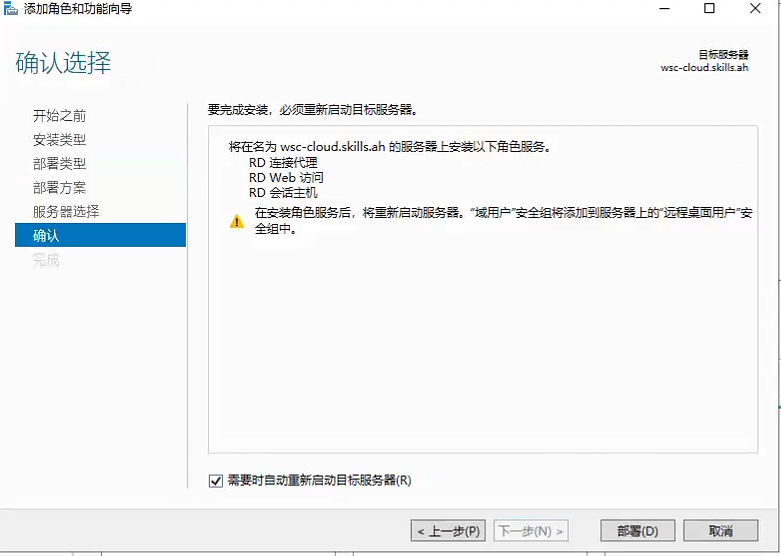 添加角色和功能向导
确认选择
目标服务器
wsc-cloud.skills.ah
开始之前
安装类型
部署类型
部署方案
服务器选择
确认
完成
要完成安装，必须重新启动目标服务器。
将在名为 wsc-cloud.skills.ah 的服务器上安装以下角色服务。
RD 连接代理
RD Web 访问
RD 会话主机
在安装角色服务后，将重新启动服务器。“域用户”安全组将添加到服务器上的“远程桌面用户”安
全组中。
需要时自动重新启动目标服务器(R)
< 上一步(P)
下一步(N) >
部署(D)
取消